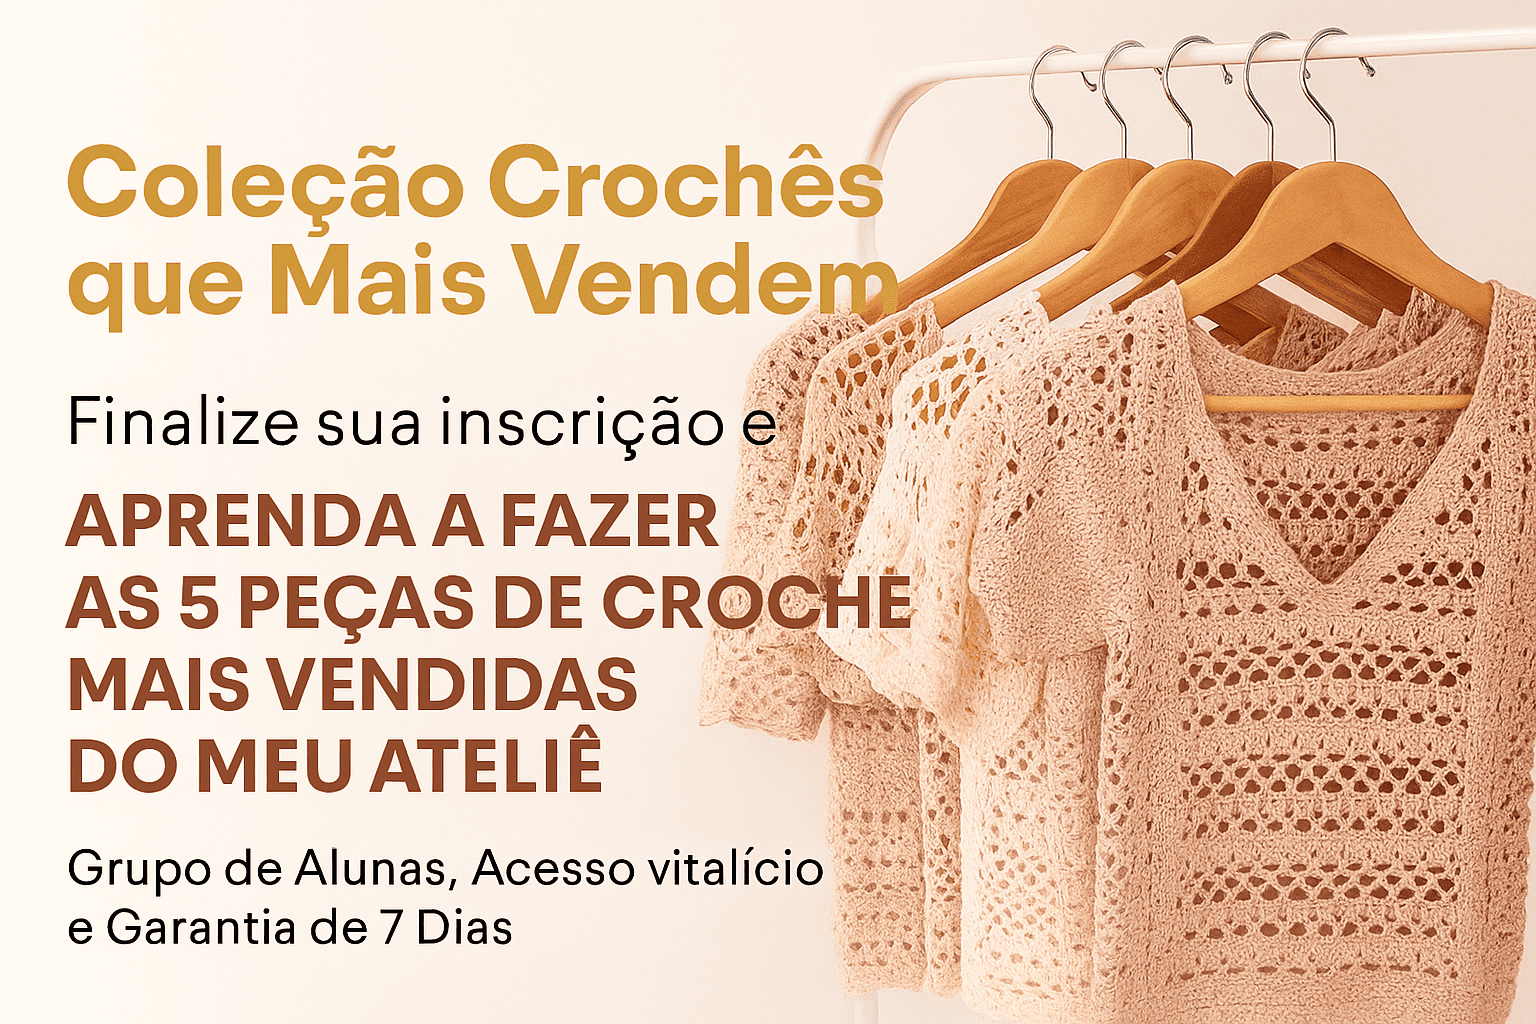 Coleção Crochês
que Mais Vendem
Finalize sua inscrição e
APRENDA A FAZER
AS 5 PEÇAS DE CROCHE
MAIS VENDIDAS
DO MEU ATELIÊ
Grupo de Alunas, Acesso vitalício
e Garantia de 7 Dias